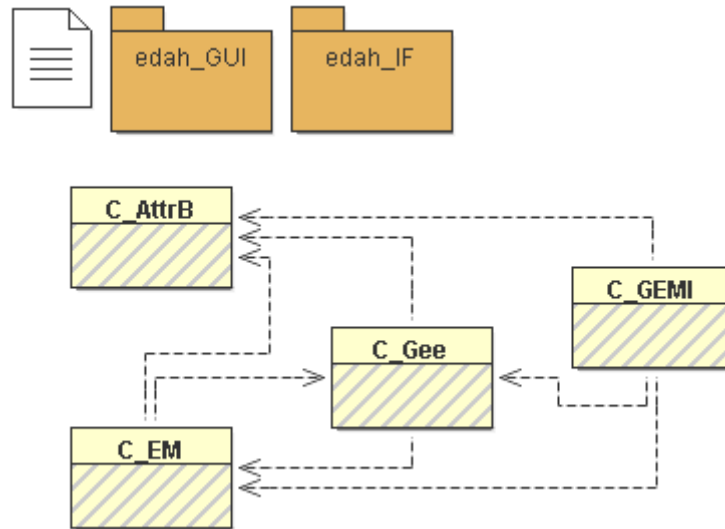 edah_GUI
edah_IF
C_AttrB
C_GEMI
C_Gee
C_EM